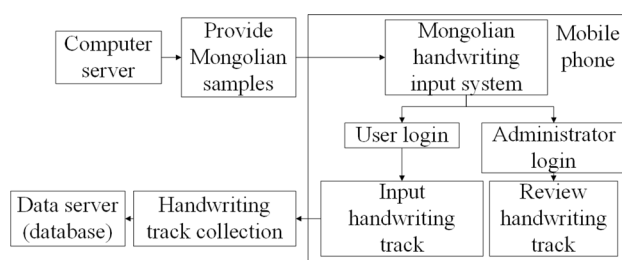 Computer
server
Provide
Mongolian
samples
Mongolian
handwriting
input system
Mobile
phone
User login
Administrator
login
Data server
(database)
Handwriting
track collection
Input
handwriting
track
Review
handwriting
track